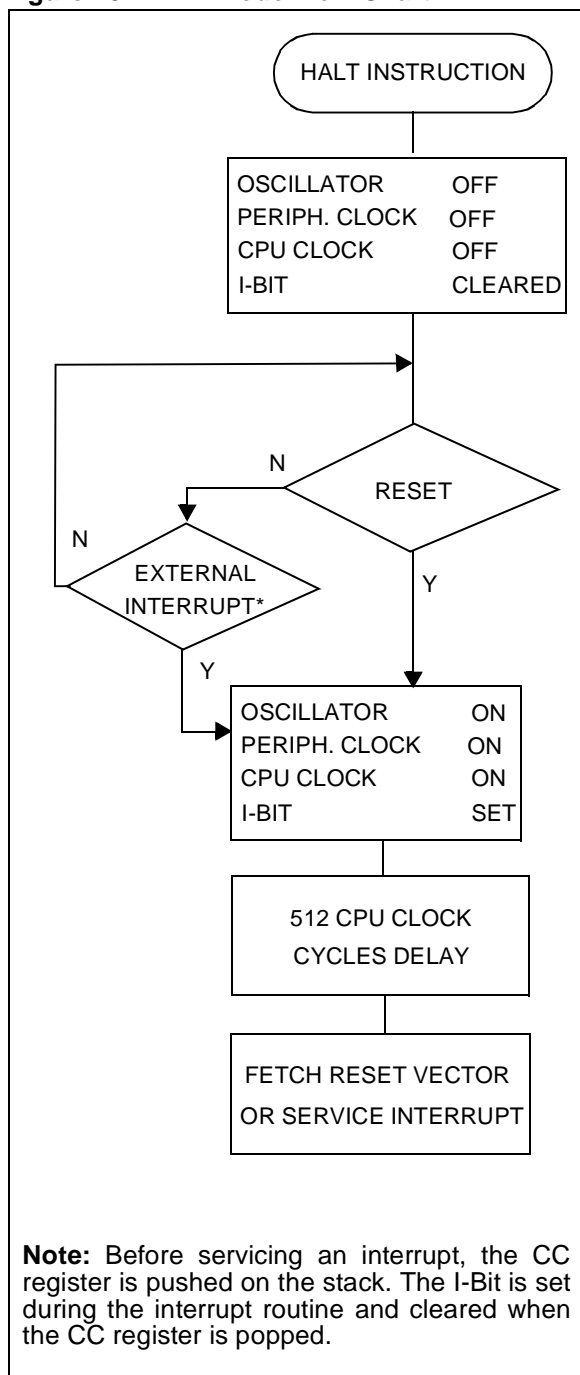 HALT INSTRUCTION
OSCILLATOR OFF
PERIPH. CLOCK OFF
CPU CLOCK OFF
I-BIT CLEARED
N
RESET
N
EXTERNAL
INTERRUPT*
Y
Y
OSCILLATOR ON
PERIPH. CLOCK ON
CPU CLOCK ON
I-BIT SET
512 CPU CLOCK
CYCLES DELAY
FETCH RESET VECTOR
OR SERVICE INTERRUPT
Note: Before servicing an interrupt, the CC
register is pushed on the stack. The I-Bit is set
during the interrupt routine and cleared when
the CC register is popped.